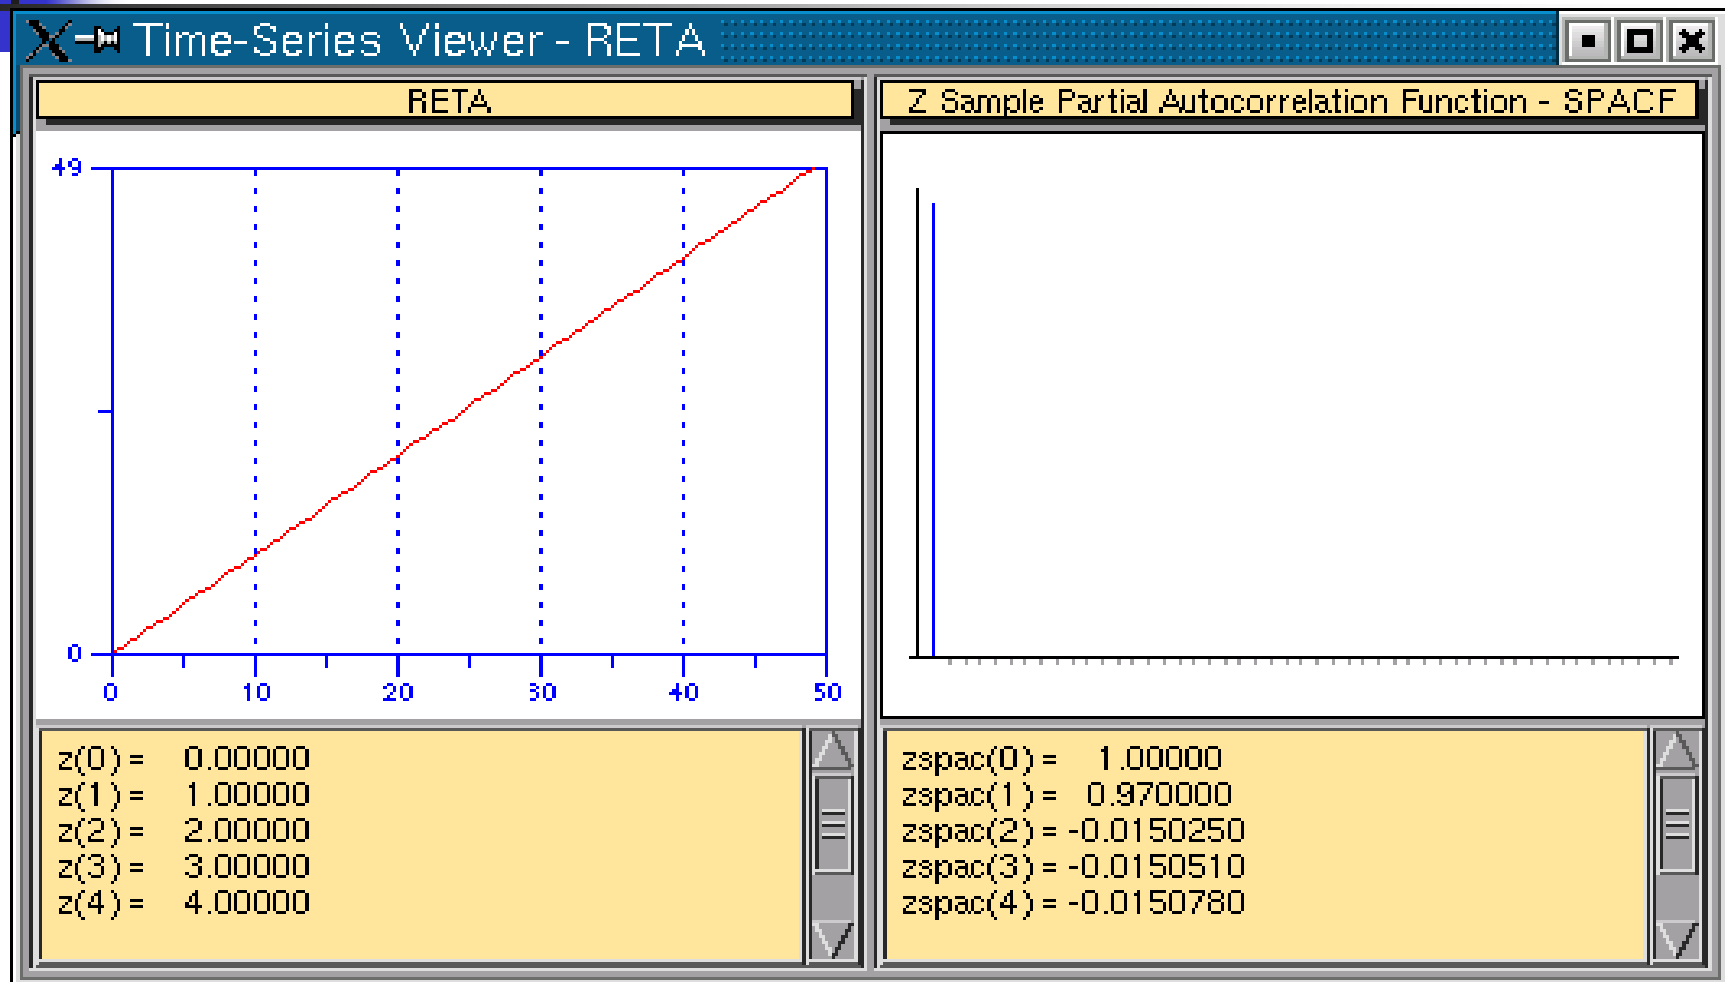 Time-Series Viewer - RETA
RETA
49
0
0 10 20 30 40 50
z(0) = 0.00000
z(1) = 1.00000
z(2) = 2.00000
z(3) = 3.00000
z(4) = 4.00000
Z Sample Partial Autocorrelation Function - SPACF
zspac(0) = 1.00000
zspac(1) = 0.970000
zspac(2) = -0.0150250
zspac(3) = -0.0150510
zspac(4) = -0.0150780